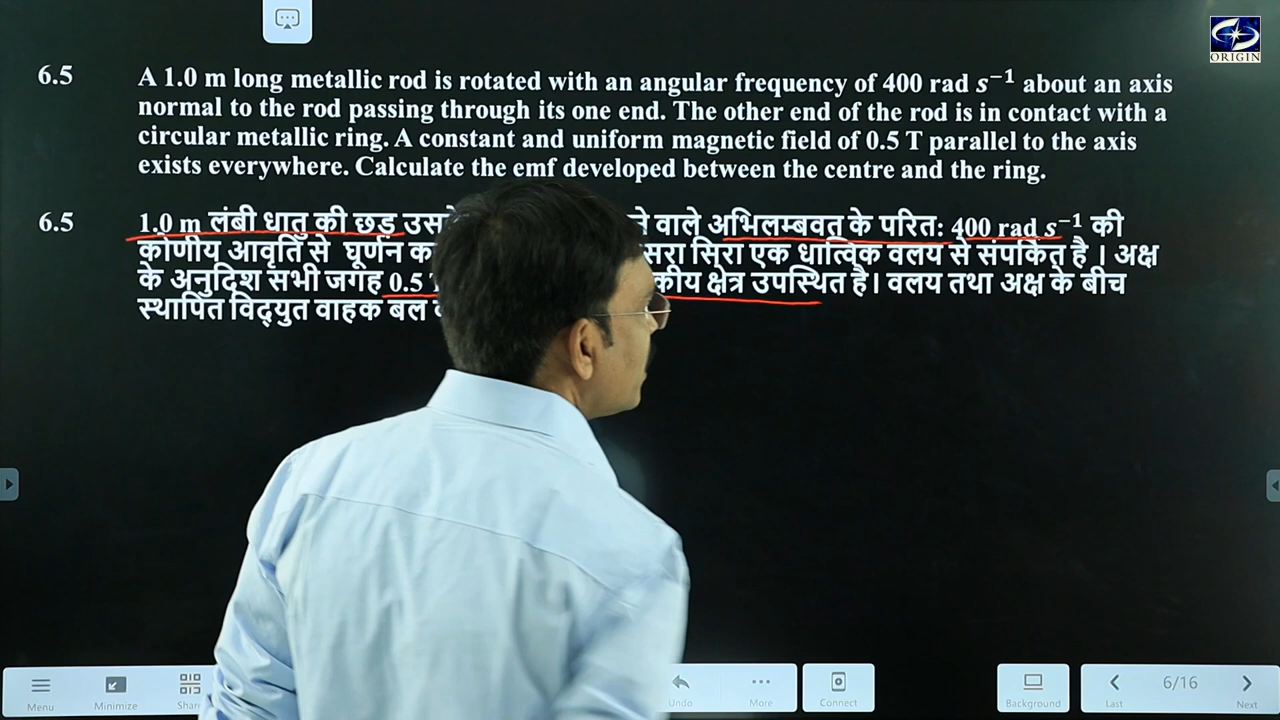 ORIGIN
6.5 A 1.0 m long metallic rod is rotated with an angular frequency of 400 rad s⁻¹ about an axis
normal to the rod passing through its one end. The other end of the rod is in contact with a
circular metallic ring. A constant and uniform magnetic field of 0.5 T parallel to the axis
exists everywhere. Calculate the emf developed between the centre and the ring.
6.5 1.0 m लंबी धातु की छड़ वाले अभिलम्बवत् के परित: 400 rad s⁻¹ की
कोणीय आवृति से घूर्णन सिरा एक धात्विक वलय से संपर्कित है । अक्ष
के अनुदिश सभी जगह 0.5 क्षेत्र उपस्थित है। वलय तथा अक्ष के बीच
स्थापित विद्युत वाहक बल
Menu Minimize Undo More Connect Background Last 6/16 Next